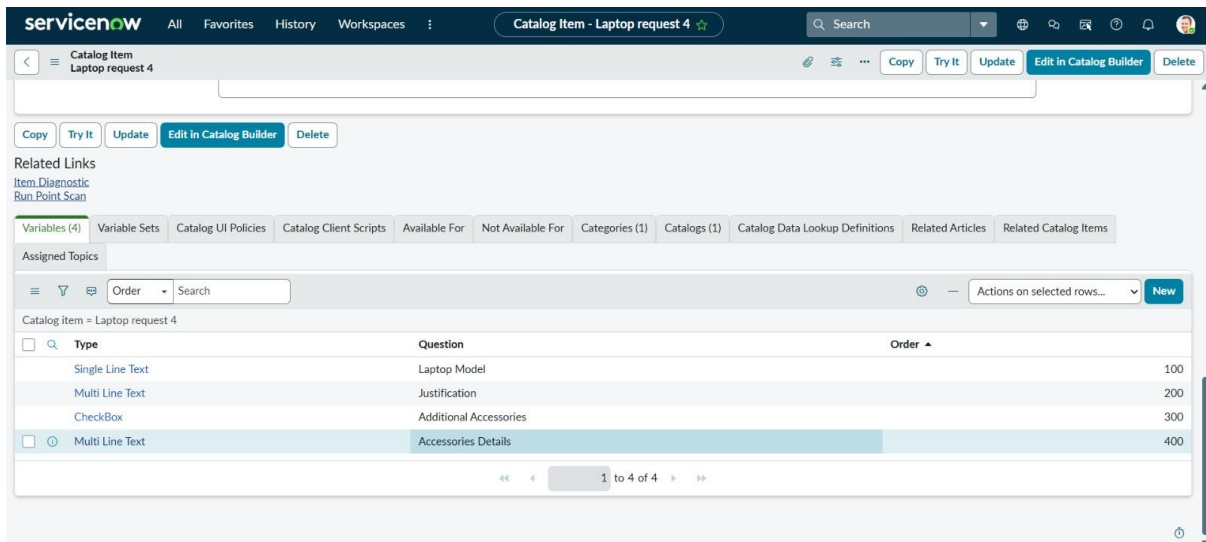 servicenow All Favorites History Workspaces Catalog Item - Laptop request 4 Search
Catalog Item
Laptop request 4
Copy Try It Update Edit in Catalog Builder Delete
Copy Try It Update Edit in Catalog Builder Delete
Related Links
Item Diagnostic
Run Point Scan
Variables (4) Variable Sets Catalog UI Policies Catalog Client Scripts Available For Not Available For Categories (1) Catalogs (1) Catalog Data Lookup Definitions Related Articles Related Catalog Items
Assigned Topics
Order Search Actions on selected rows... New
Catalog item = Laptop request 4
Type Question Order
Single Line Text Laptop Model 100
Multi Line Text Justification 200
CheckBox Additional Accessories 300
Multi Line Text Accessories Details 400
1 to 4 of 4